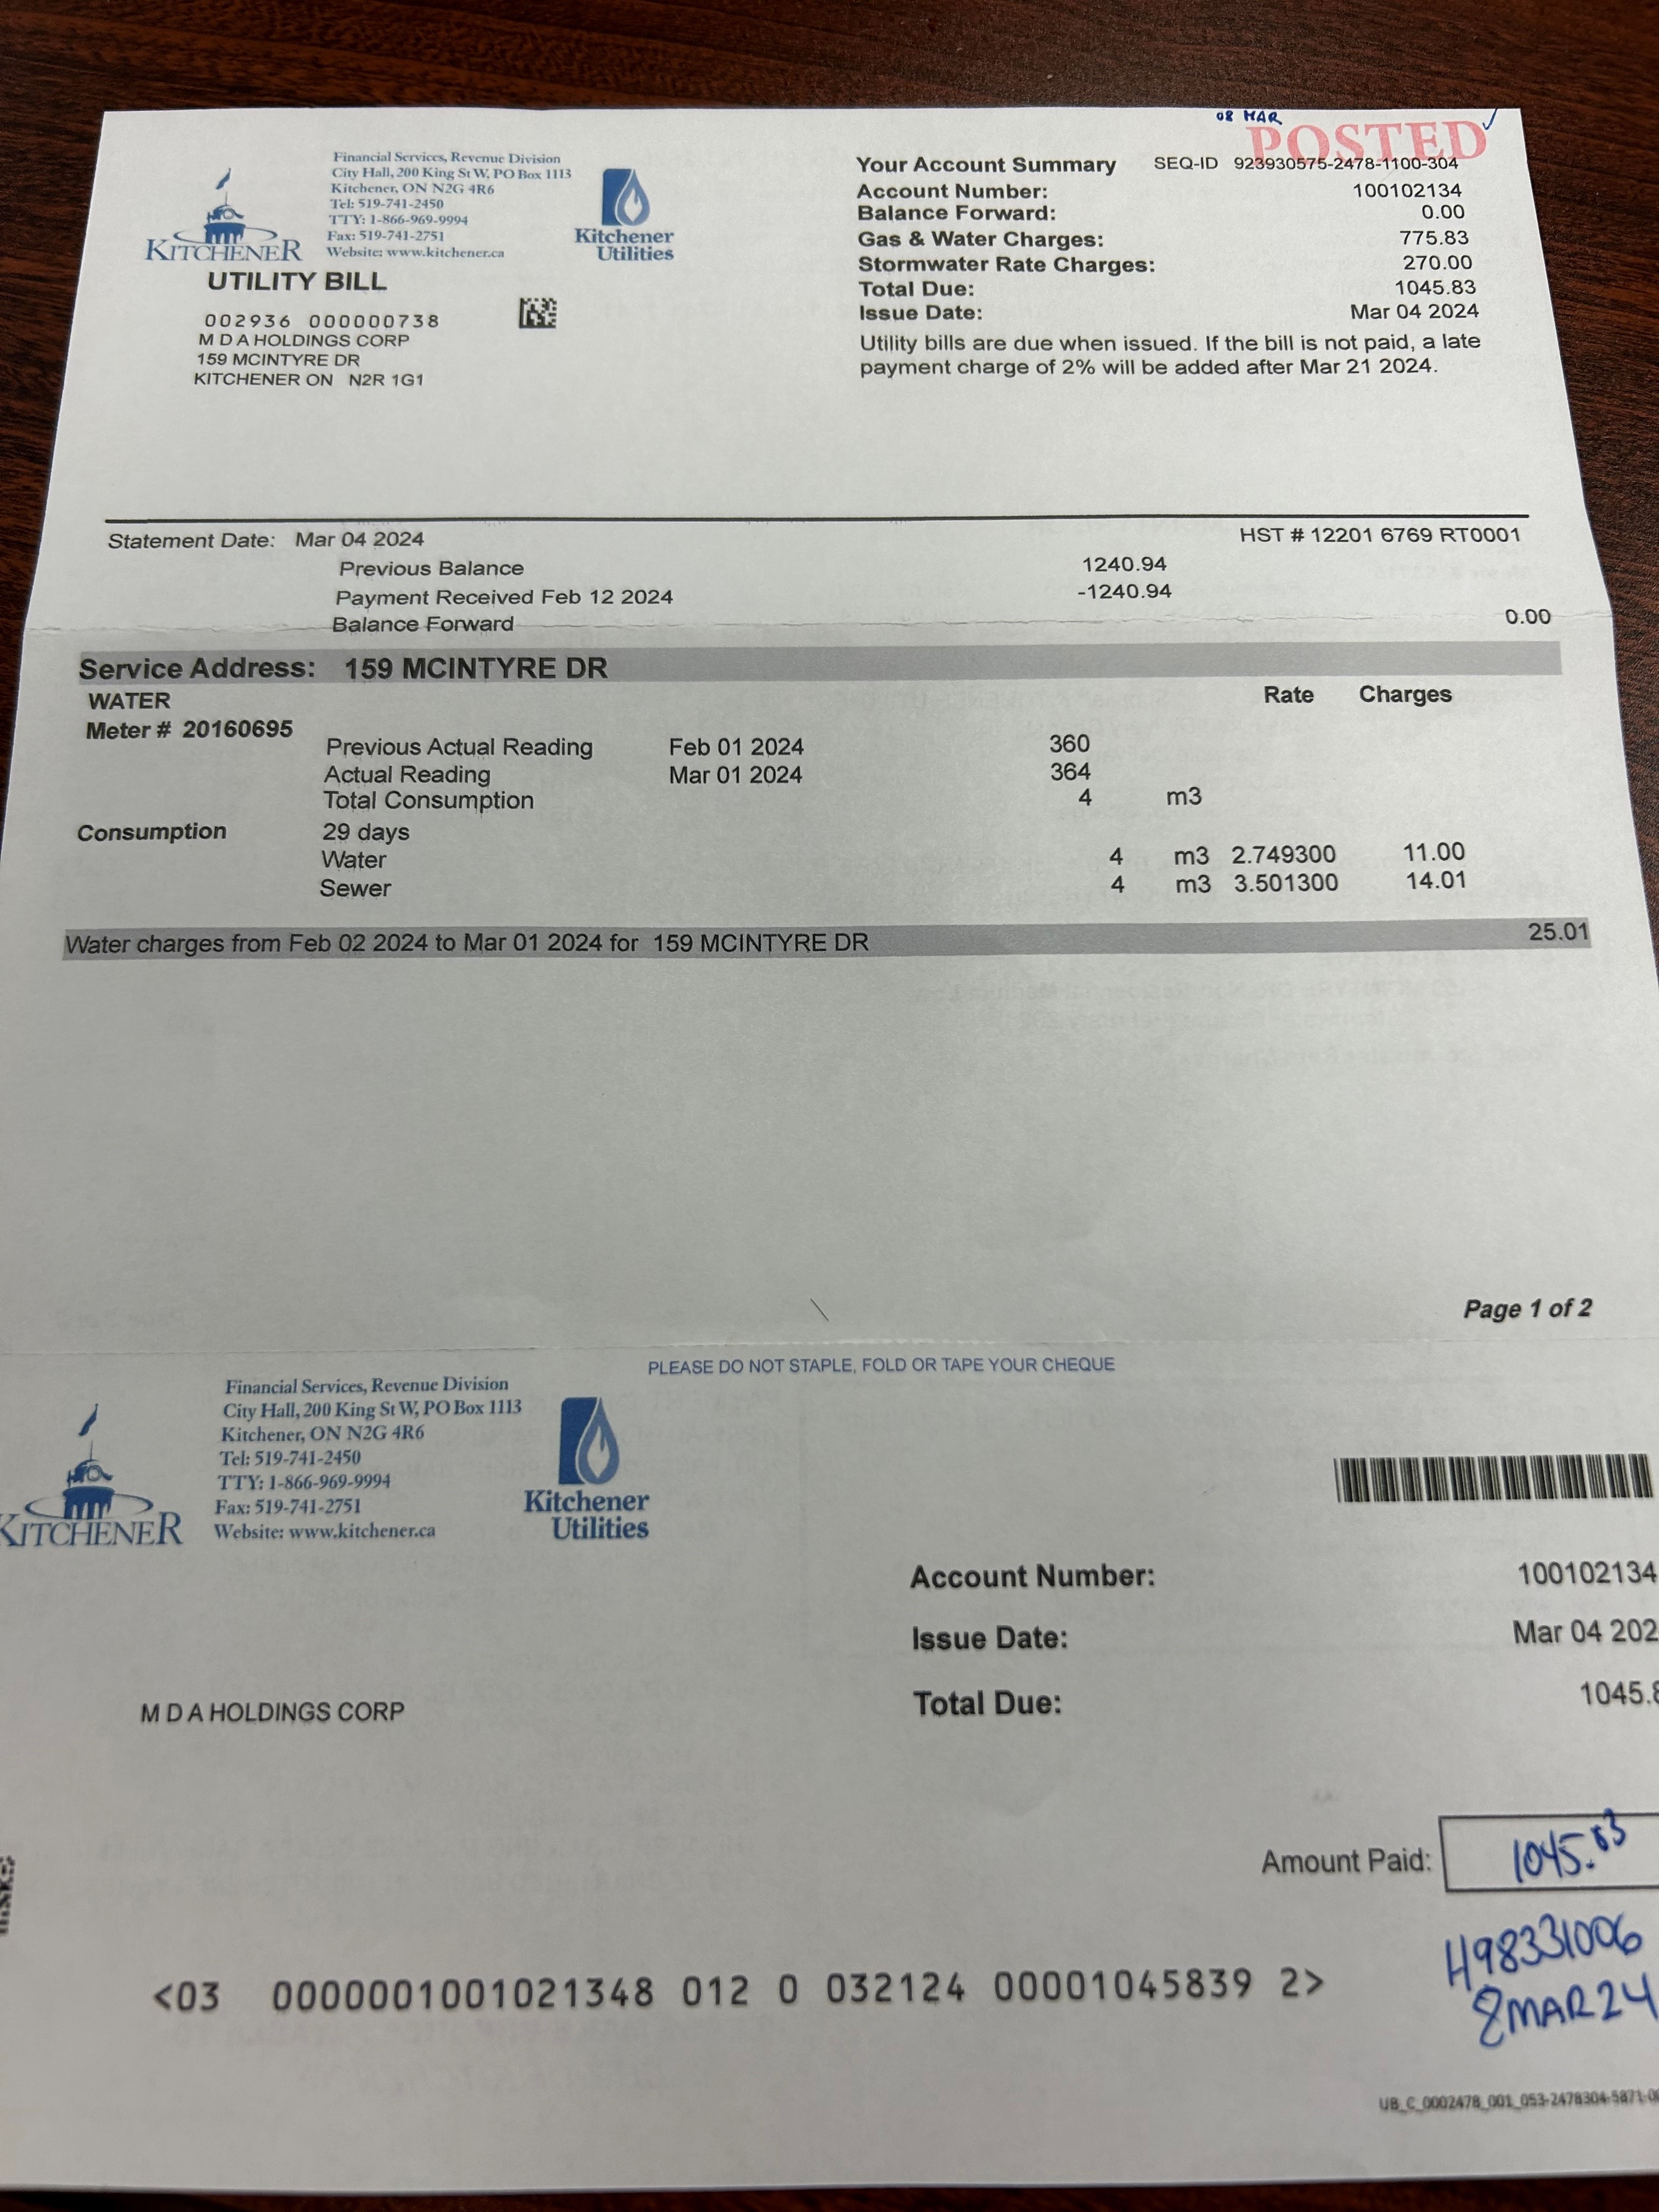 08 MAR
POSTED
Financial Services, Revenue Division
City Hall, 200 King St W, PO Box 1113
Kitchener, ON N2G 4R6
Tel: 519-741-2450
TTY: 1-866-969-9994
Fax: 519-741-2751
Website: www.kitchener.ca
KITCHENER
Kitchener
Utilities
UTILITY BILL
002936 000000738
M D A HOLDINGS CORP
159 MCINTYRE DR
KITCHENER ON N2R 1G1
Your Account Summary SEQ-ID 923930575-2478-1100-304
Account Number: 100102134
Balance Forward: 0.00
Gas & Water Charges: 775.83
Stormwater Rate Charges: 270.00
Total Due: 1045.83
Issue Date: Mar 04 2024
Utility bills are due when issued. If the bill is not paid, a late
payment charge of 2% will be added after Mar 21 2024.
Statement Date: Mar 04 2024 HST # 12201 6769 RT0001
Previous Balance 1240.94
Payment Received Feb 12 2024 -1240.94
Balance Forward 0.00
Service Address: 159 MCINTYRE DR
WATER Rate Charges
Meter # 20160695
Previous Actual Reading Feb 01 2024 360
Actual Reading Mar 01 2024 364
Total Consumption 4 m3
Consumption 29 days
Water 4 m3 2.749300 11.00
Sewer 4 m3 3.501300 14.01
Water charges from Feb 02 2024 to Mar 01 2024 for 159 MCINTYRE DR 25.01
Page 1 of 2
PLEASE DO NOT STAPLE, FOLD OR TAPE YOUR CHEQUE
Financial Services, Revenue Division
City Hall, 200 King St W, PO Box 1113
Kitchener, ON N2G 4R6
Tel: 519-741-2450
TTY: 1-866-969-9994
Fax: 519-741-2751
Website: www.kitchener.ca
KITCHENER
Kitchener
Utilities
Account Number: 100102134
Issue Date: Mar 04 202
Total Due: 1045.8
M D A HOLDINGS CORP
Amount Paid: 1045.83
H98331006
8MAR24
<03 0000001001021348 012 0 032124 00001045839 2>
UB_C_0002478_001_053-2478304-5871-0